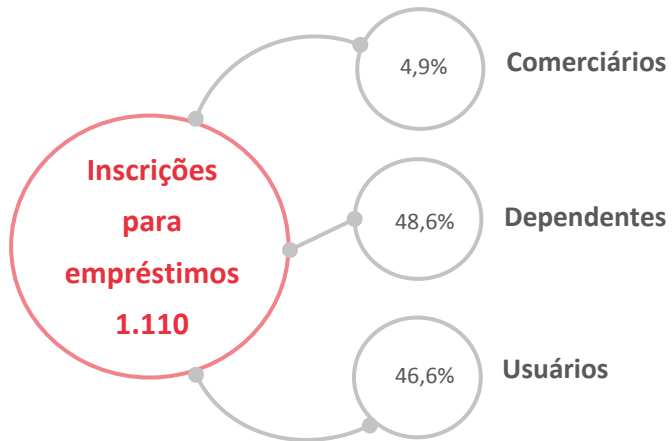 Inscrições
para
empréstimos
1.110
4,9%
Comerciários
48,6%
Dependentes
46,6%
Usuários